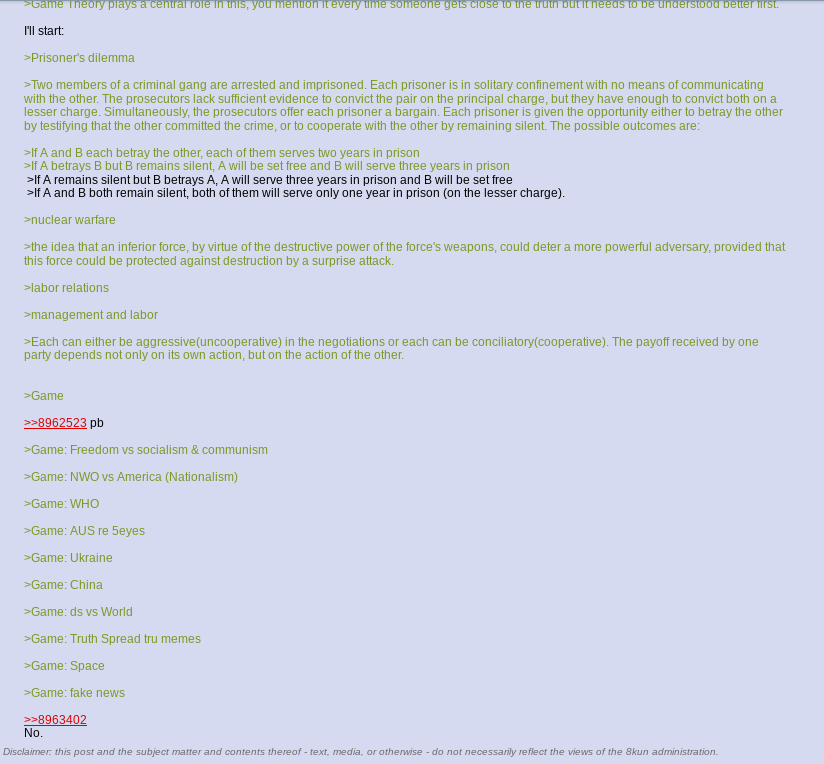 >Game Theory plays a central role in this, you mention it every time someone gets close to the truth but it needs to be understood better first.
I'll start:
>Prisoner's dilemma
>Two members of a criminal gang are arrested and imprisoned. Each prisoner is in solitary confinement with no means of communicating
with the other. The prosecutors lack sufficient evidence to convict the pair on the principal charge, but they have enough to convict both on a
lesser charge. Simultaneously, the prosecutors offer each prisoner a bargain. Each prisoner is given the opportunity either to betray the other
by testifying that the other committed the crime, or to cooperate with the other by remaining silent. The possible outcomes are:
>If A and B each betray the other, each of them serves two years in prison
>If A betrays B but B remains silent, A will be set free and B will serve three years in prison
>If A remains silent but B betrays A, A will serve three years in prison and B will be set free
>If A and B both remain silent, both of them will serve only one year in prison (on the lesser charge).
>nuclear warfare
>the idea that an inferior force, by virtue of the destructive power of the force's weapons, could deter a more powerful adversary, provided that
this force could be protected against destruction by a surprise attack.
>labor relations
>management and labor
>Each can either be aggressive(uncooperative) in the negotiations or each can be conciliatory(cooperative). The payoff received by one
party depends not only on its own action, but on the action of the other.
>Game
>>8962523 pb
>Game: Freedom vs socialism & communism
>Game: NWO vs America (Nationalism)
>Game: WHO
>Game: AUS re 5eyes
>Game: Ukraine
>Game: China
>Game: ds vs World
>Game: Truth Spread tru memes
>Game: Space
>Game: fake news
>>8963402
No.
Disclaimer: this post and the subject matter and contents thereof - text, media, or otherwise - do not necessarily reflect the views of the 8kun administration.